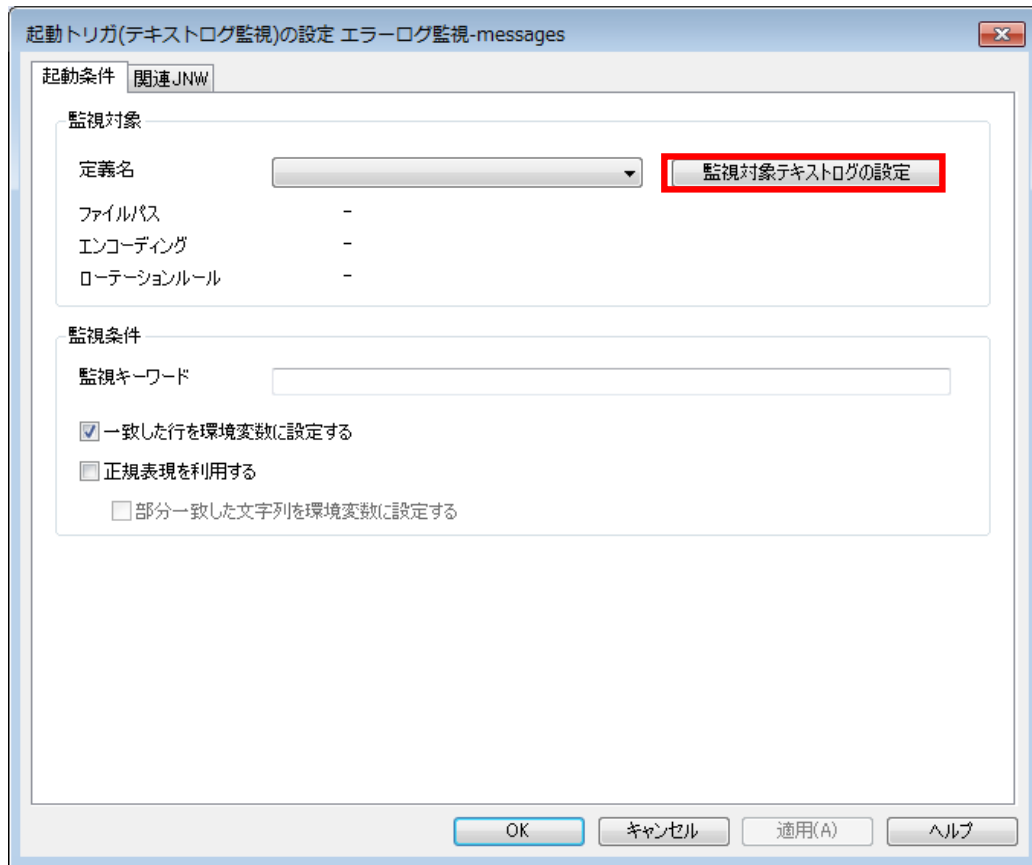 起動トリガ(テキストログ監視)の設定 エラーログ監視-messages
起動条件 関連JNW
監視対象
定義名 監視対象テキストログの設定
ファイルパス -
エンコーディング -
ローテーションルール -
監視条件
監視キーワード
一致した行を環境変数に設定する
正規表現を利用する
部分一致した文字列を環境変数に設定する
OK キャンセル 適用(A) ヘルプ